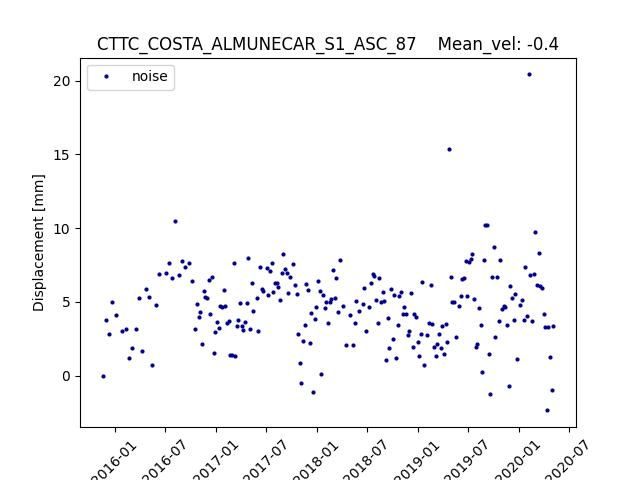 CTTC_COSTA_ALMUNECAR_S1_ASC_87 Mean_vel: -0.4
noise
Displacement [mm]
20
15
10
5
0
2016-01 2016-07 2017-01 2017-07 2018-01 2018-07 2019-01 2019-07 2020-01 2020-07